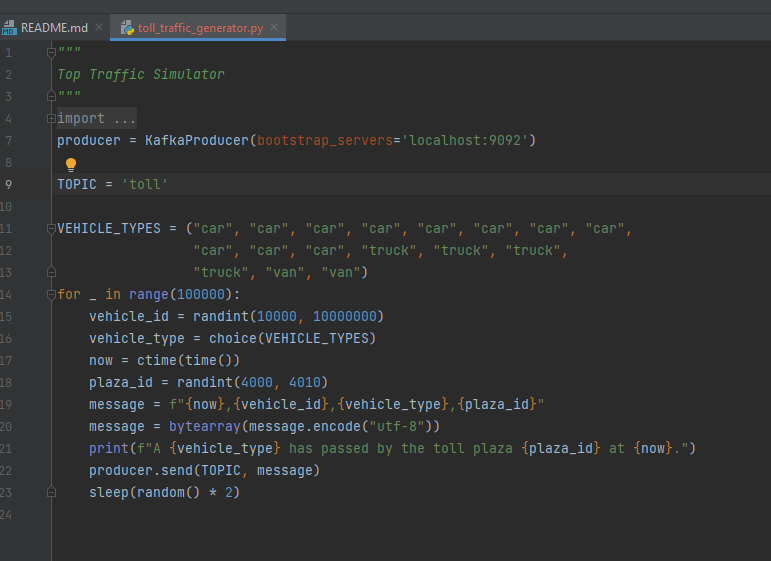 README.md toll_traffic_generator.py
1 """
2 Top Traffic Simulator
3 """
4 import ...
7 producer = KafkaProducer(bootstrap_servers='localhost:9092')
8
9 TOPIC = 'toll'
10
11 VEHICLE_TYPES = ("car", "car", "car", "car", "car", "car", "car", "car",
12 "car", "car", "car", "truck", "truck", "truck",
13 "truck", "van", "van")
14 for _ in range(100000):
15 vehicle_id = randint(10000, 10000000)
16 vehicle_type = choice(VEHICLE_TYPES)
17 now = ctime(time())
18 plaza_id = randint(4000, 4010)
19 message = f"{now},{vehicle_id},{vehicle_type},{plaza_id}"
20 message = bytearray(message.encode("utf-8"))
21 print(f"A {vehicle_type} has passed by the toll plaza {plaza_id} at {now}.")
22 producer.send(TOPIC, message)
23 sleep(random() * 2)
24